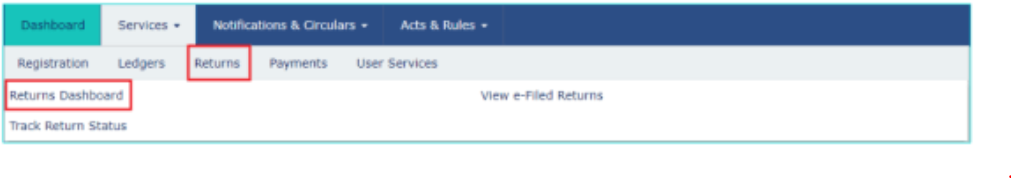 Dashboard Services Notifications & Circulars Acts & Rules
Registration Ledgers Returns Payments User Services
Returns Dashboard View e-Filed Returns
Track Return Status